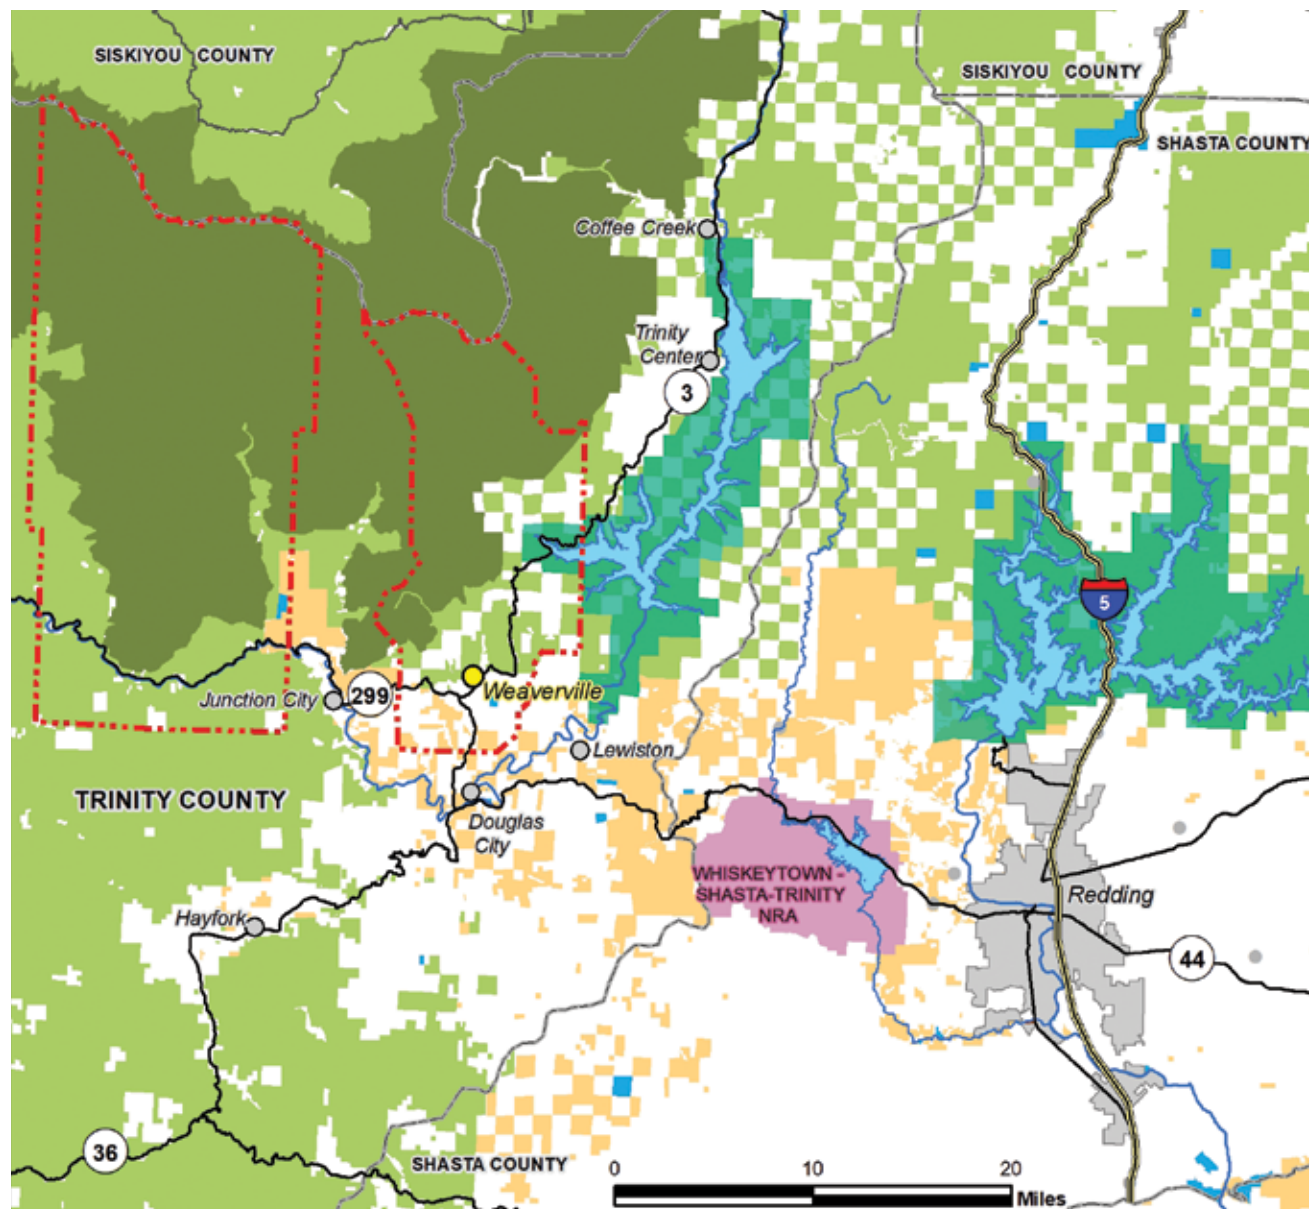 SISKIYOU COUNTY
SISKIYOU COUNTY
SHASTA COUNTY
Coffee Creek
Trinity
Center
3
5
Weaverville
Junction City
299
Lewiston
TRINITY COUNTY
Douglas
City
WHISKEYTOWN -
SHASTA-TRINITY
NRA
Redding
Hayfork
44
36
SHASTA COUNTY
0 10 20
Miles